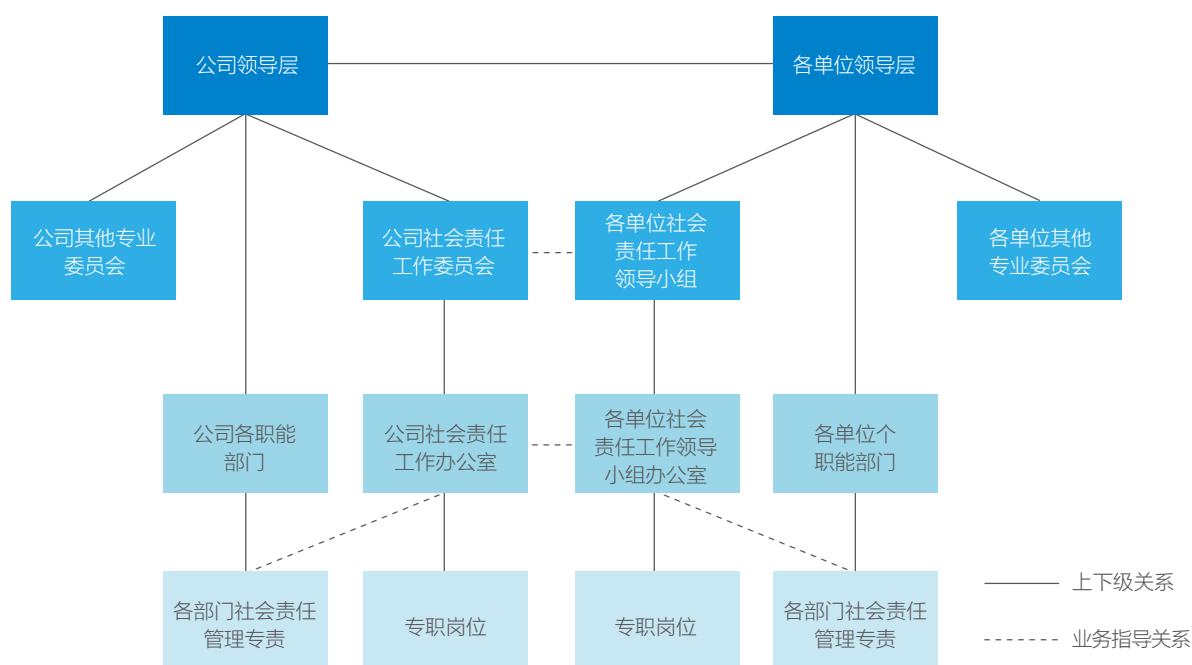 公司领导层
各单位领导层
公司其他专业
委员会
公司社会责任
工作委员会
各单位社会
责任工作
领导小组
各单位其他
专业委员会
公司各职能
部门
公司社会责任
工作办公室
各单位社会
责任工作领导
小组办公室
各单位个
职能部门
各部门社会责任
管理专责
专职岗位
专职岗位
各部门社会责任
管理专责
上下级关系
业务指导关系